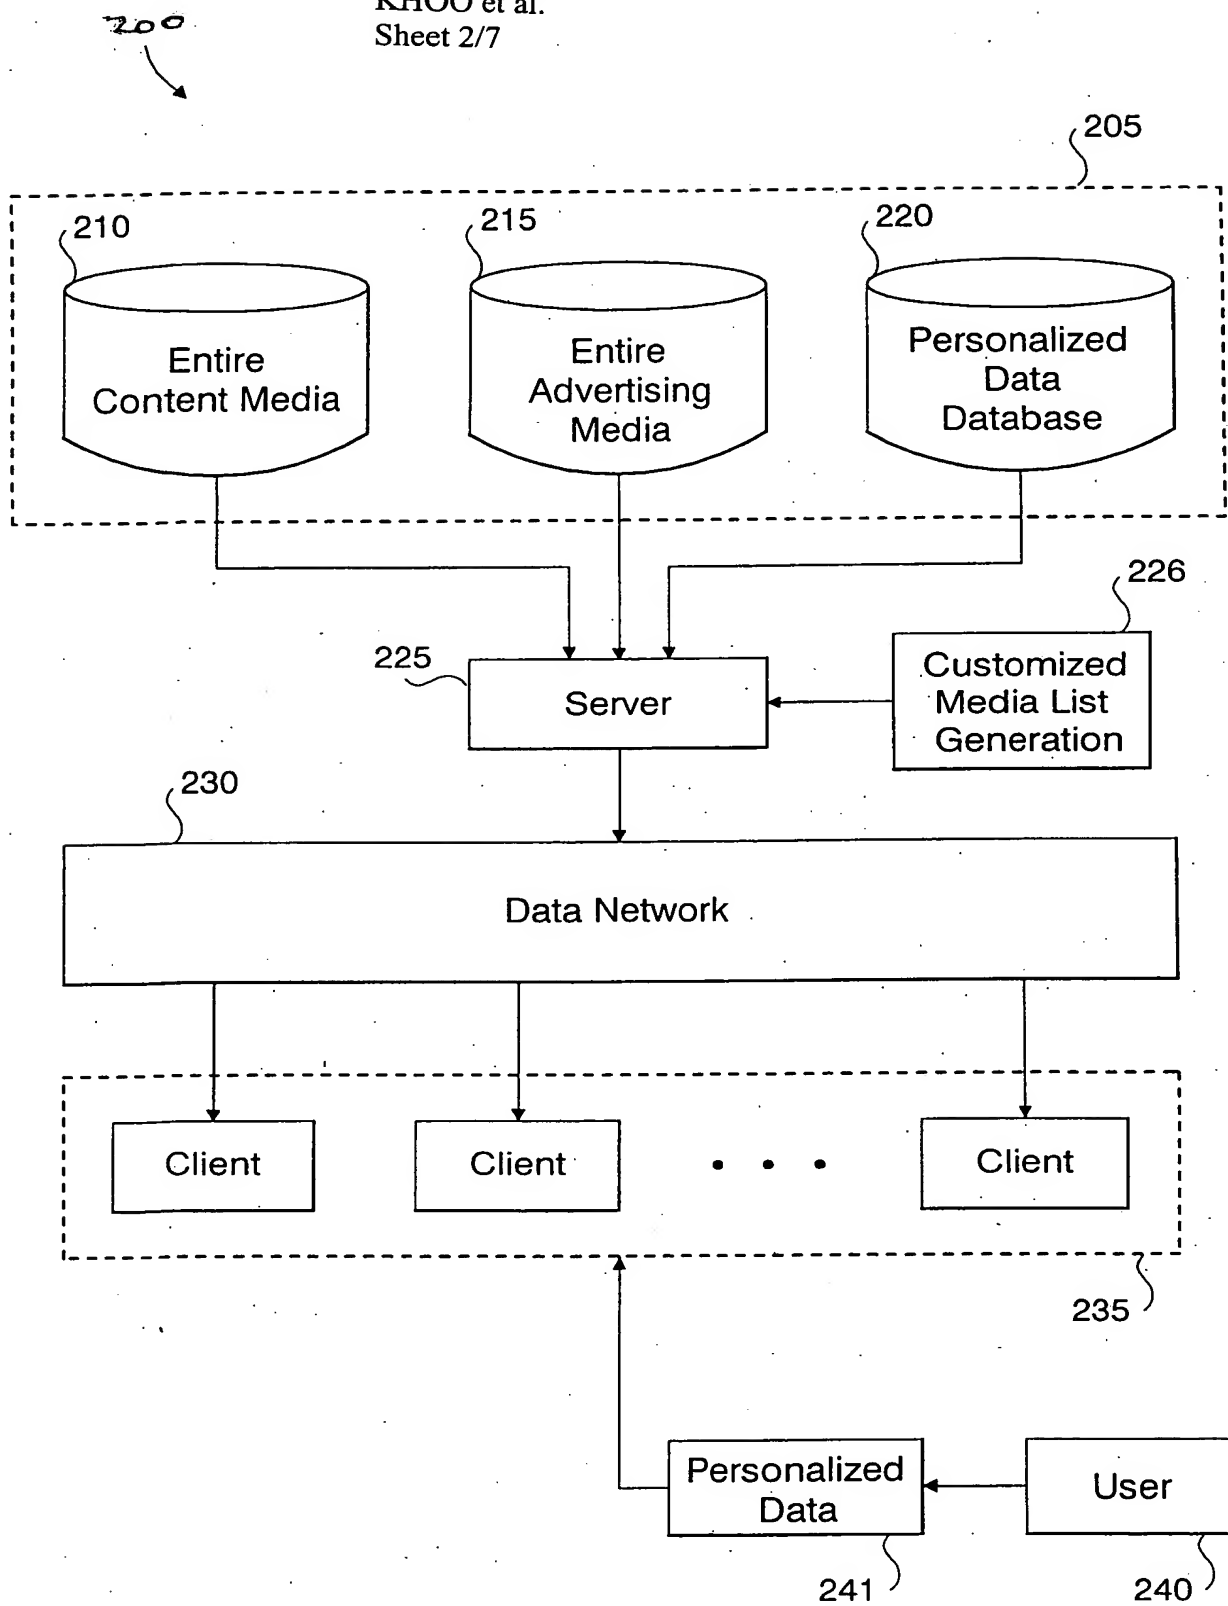 KHOO et al.
Sheet 2/7
200
205
210
215
220
Entire
Content Media
Entire
Advertising
Media
Personalized
Data
Database
226
225
Server
Customized
Media List
Generation
230
Data Network
Client
Client
Client
235
Personalized
Data
User
241
240